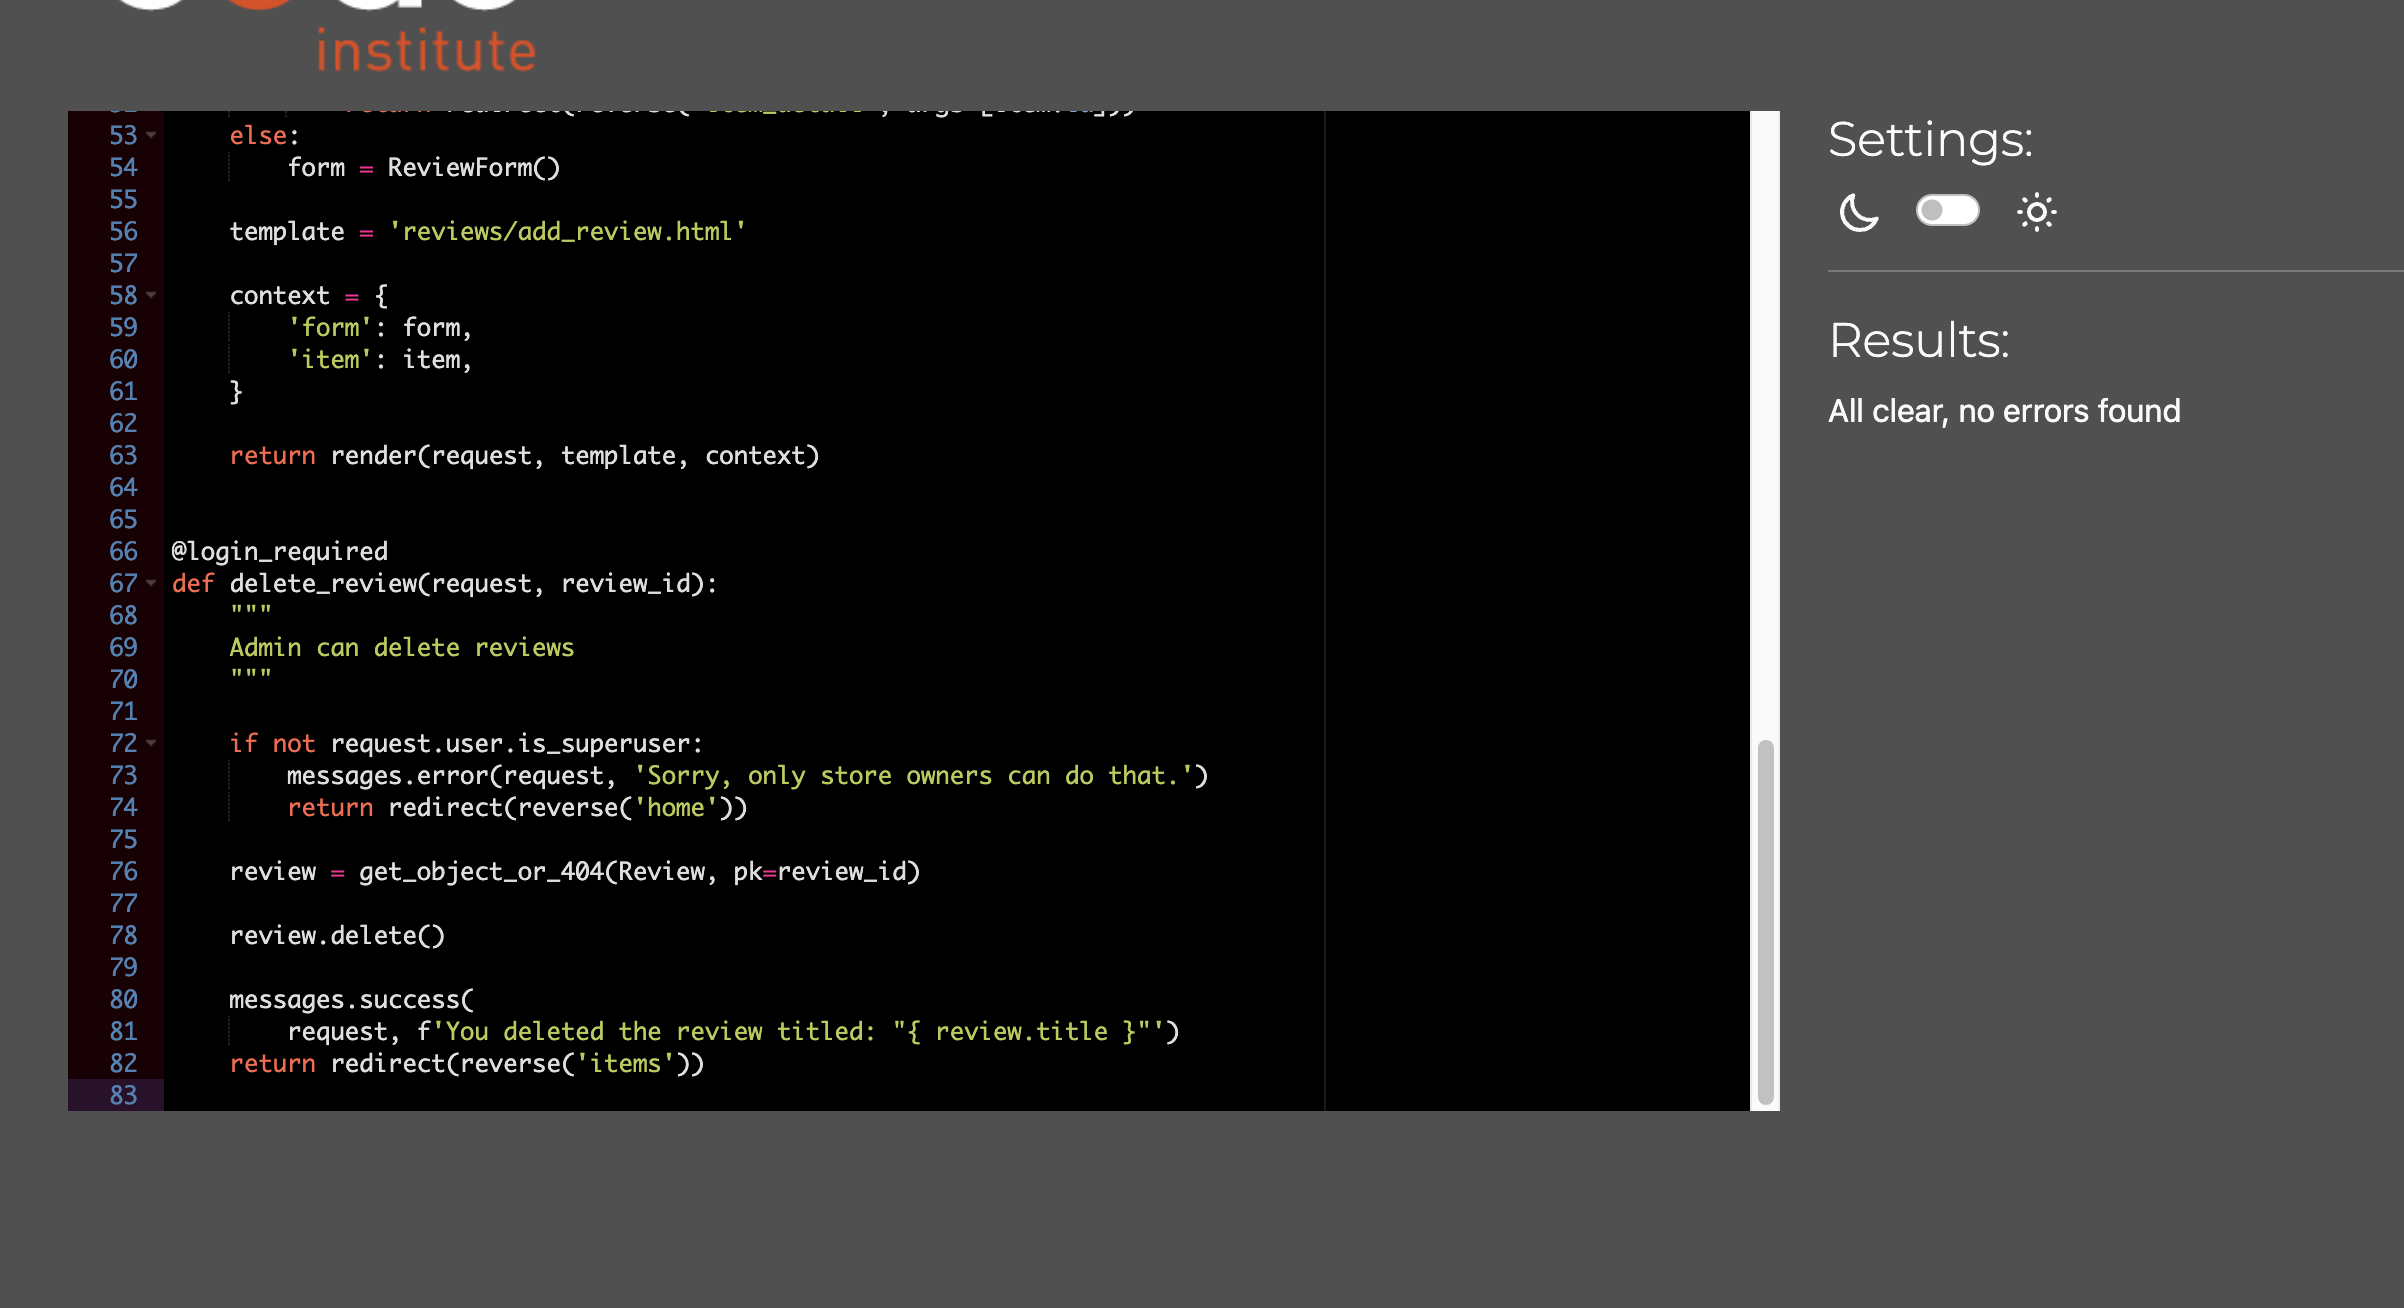 institute
53 else:
54 form = ReviewForm()
55
56 template = 'reviews/add_review.html'
57
58 context = {
59 'form': form,
60 'item': item,
61 }
62
63 return render(request, template, context)
64
65
66 @login_required
67 def delete_review(request, review_id):
68 """
69 Admin can delete reviews
70 """
71
72 if not request.user.is_superuser:
73 messages.error(request, 'Sorry, only store owners can do that.')
74 return redirect(reverse('home'))
75
76 review = get_object_or_404(Review, pk=review_id)
77
78 review.delete()
79
80 messages.success(
81 request, f'You deleted the review titled: "{ review.title }"')
82 return redirect(reverse('items'))
83
Settings:
Results:
All clear, no errors found